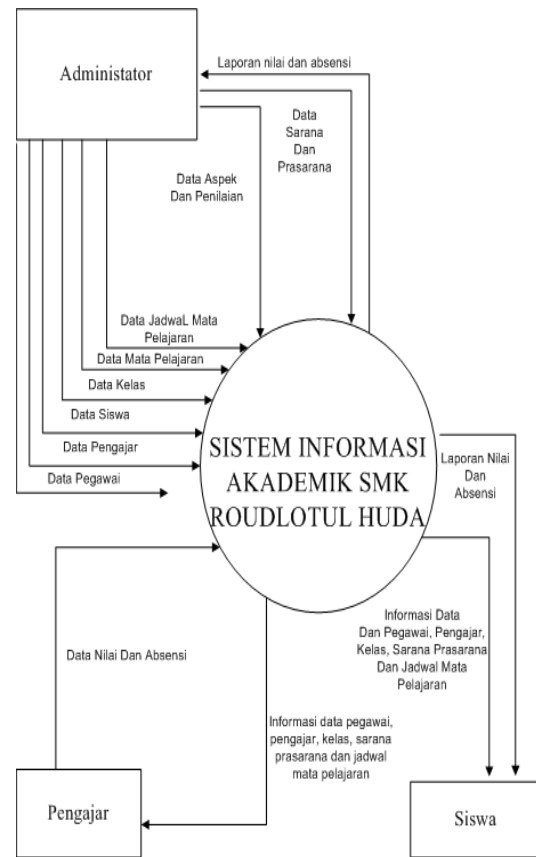 Administator
Laporan nilai dan absensi
Data
Sarana
Dan
Prasarana
Data Aspek
Dan Penilaian
Data JadwaL Mata
Pelajaran
Data Mata Pelajaran
Data Kelas
Data Siswa
Data Pengajar
Data Pegawai
SISTEM INFORMASI
AKADEMIK SMK
ROUDLOTUL HUDA
Laporan Nilai
Dan
Absensi
Informasi Data
Dan Pegawai, Pengajar,
Kelas, Sarana Prasarana
Dan Jadwal Mata
Pelajaran
Data Nilai Dan Absensi
Informasi data pegawai,
pengajar, kelas, sarana
prasarana dan jadwal
mata pelajaran
Pengajar
Siswa